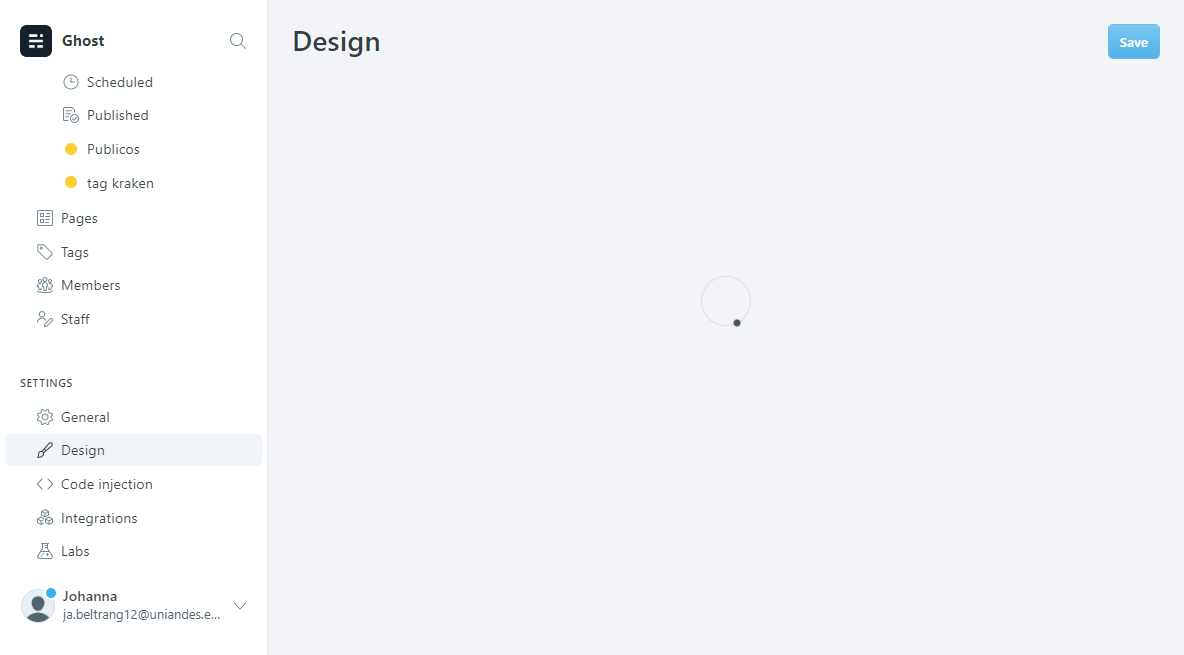 Ghost
Design
Save
Scheduled
Published
Publicos
tag kraken
Pages
Tags
Members
Staff
SETTINGS
General
Design
Code injection
Integrations
Labs
Johanna
ja.beltrang12@uniandes.e...